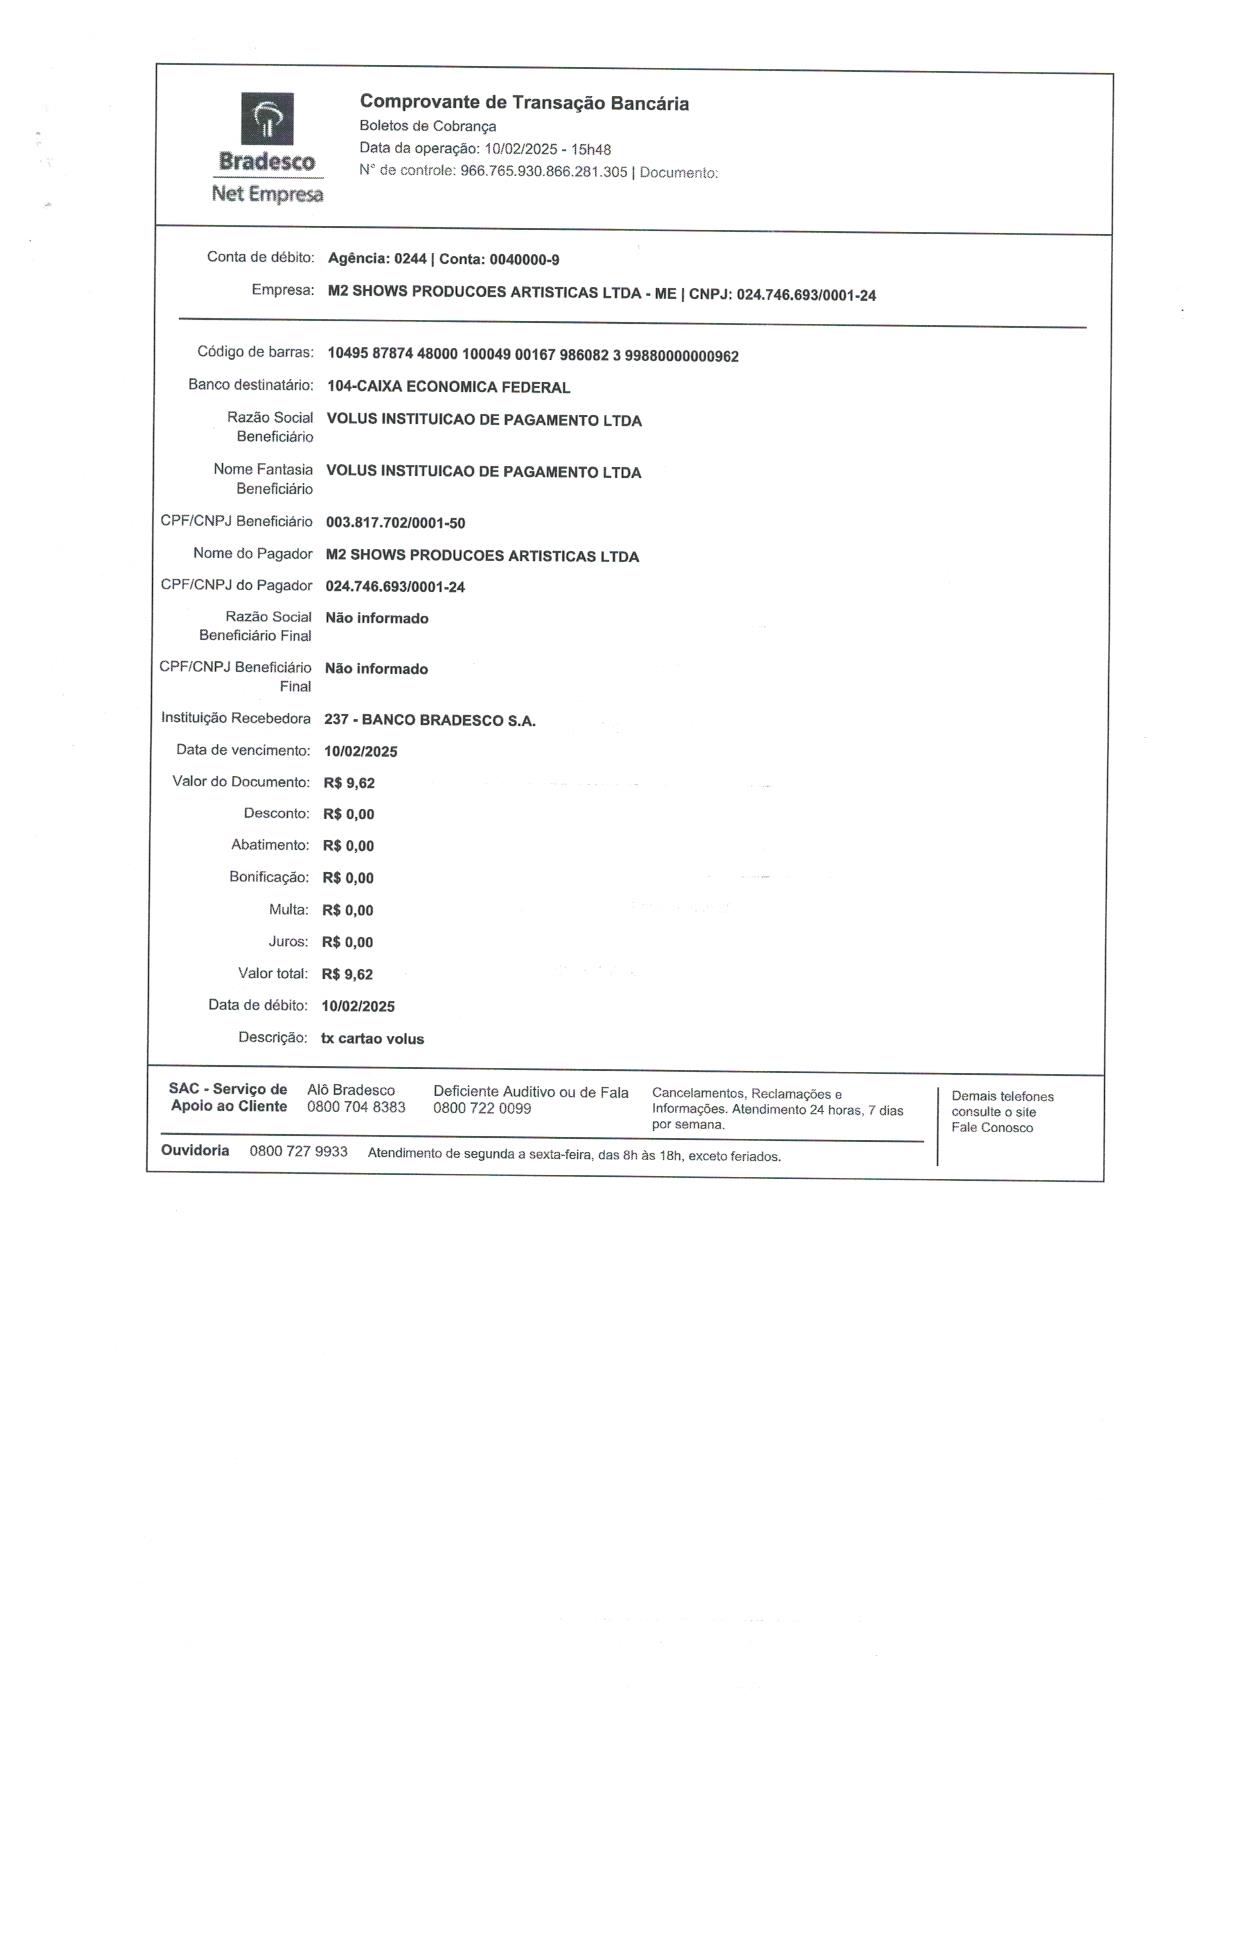 Bradesco
Net Empresa
Comprovante de Transação Bancária
Boletos de Cobrança
Data da operação: 10/02/2025 - 15h48
N° de controle: 966.765.930.866.281.305 | Documento:
Conta de débito: Agência: 0244 | Conta: 0040000-9
Empresa: M2 SHOWS PRODUCOES ARTISTICAS LTDA - ME | CNPJ: 024.746.693/0001-24
Código de barras: 10495 87874 48000 100049 00167 986082 3 99880000000962
Banco destinatário: 104-CAIXA ECONOMICA FEDERAL
Razão Social VOLUS INSTITUICAO DE PAGAMENTO LTDA
Beneficiário
Nome Fantasia VOLUS INSTITUICAO DE PAGAMENTO LTDA
Beneficiário
CPF/CNPJ Beneficiário 003.817.702/0001-50
Nome do Pagador M2 SHOWS PRODUCOES ARTISTICAS LTDA
CPF/CNPJ do Pagador 024.746.693/0001-24
Razão Social Não informado
Beneficiário Final
CPF/CNPJ Beneficiário Não informado
Final
Instituição Recebedora 237 - BANCO BRADESCO S.A.
Data de vencimento: 10/02/2025
Valor do Documento: R$ 9,62
Desconto: R$ 0,00
Abatimento: R$ 0,00
Bonificação: R$ 0,00
Multa: R$ 0,00
Juros: R$ 0,00
Valor total: R$ 9,62
Data de débito: 10/02/2025
Descrição: tx cartao volus
SAC - Serviço de
Apoio ao Cliente
Alô Bradesco
0800 704 8383
Deficiente Auditivo ou de Fala
0800 722 0099
Cancelamentos, Reclamações e
Informações. Atendimento 24 horas, 7 dias
por semana.
Demais telefones
consulte o site
Fale Conosco
Ouvidoria 0800 727 9933 Atendimento de segunda a sexta-feira, das 8h às 18h, exceto feriados.